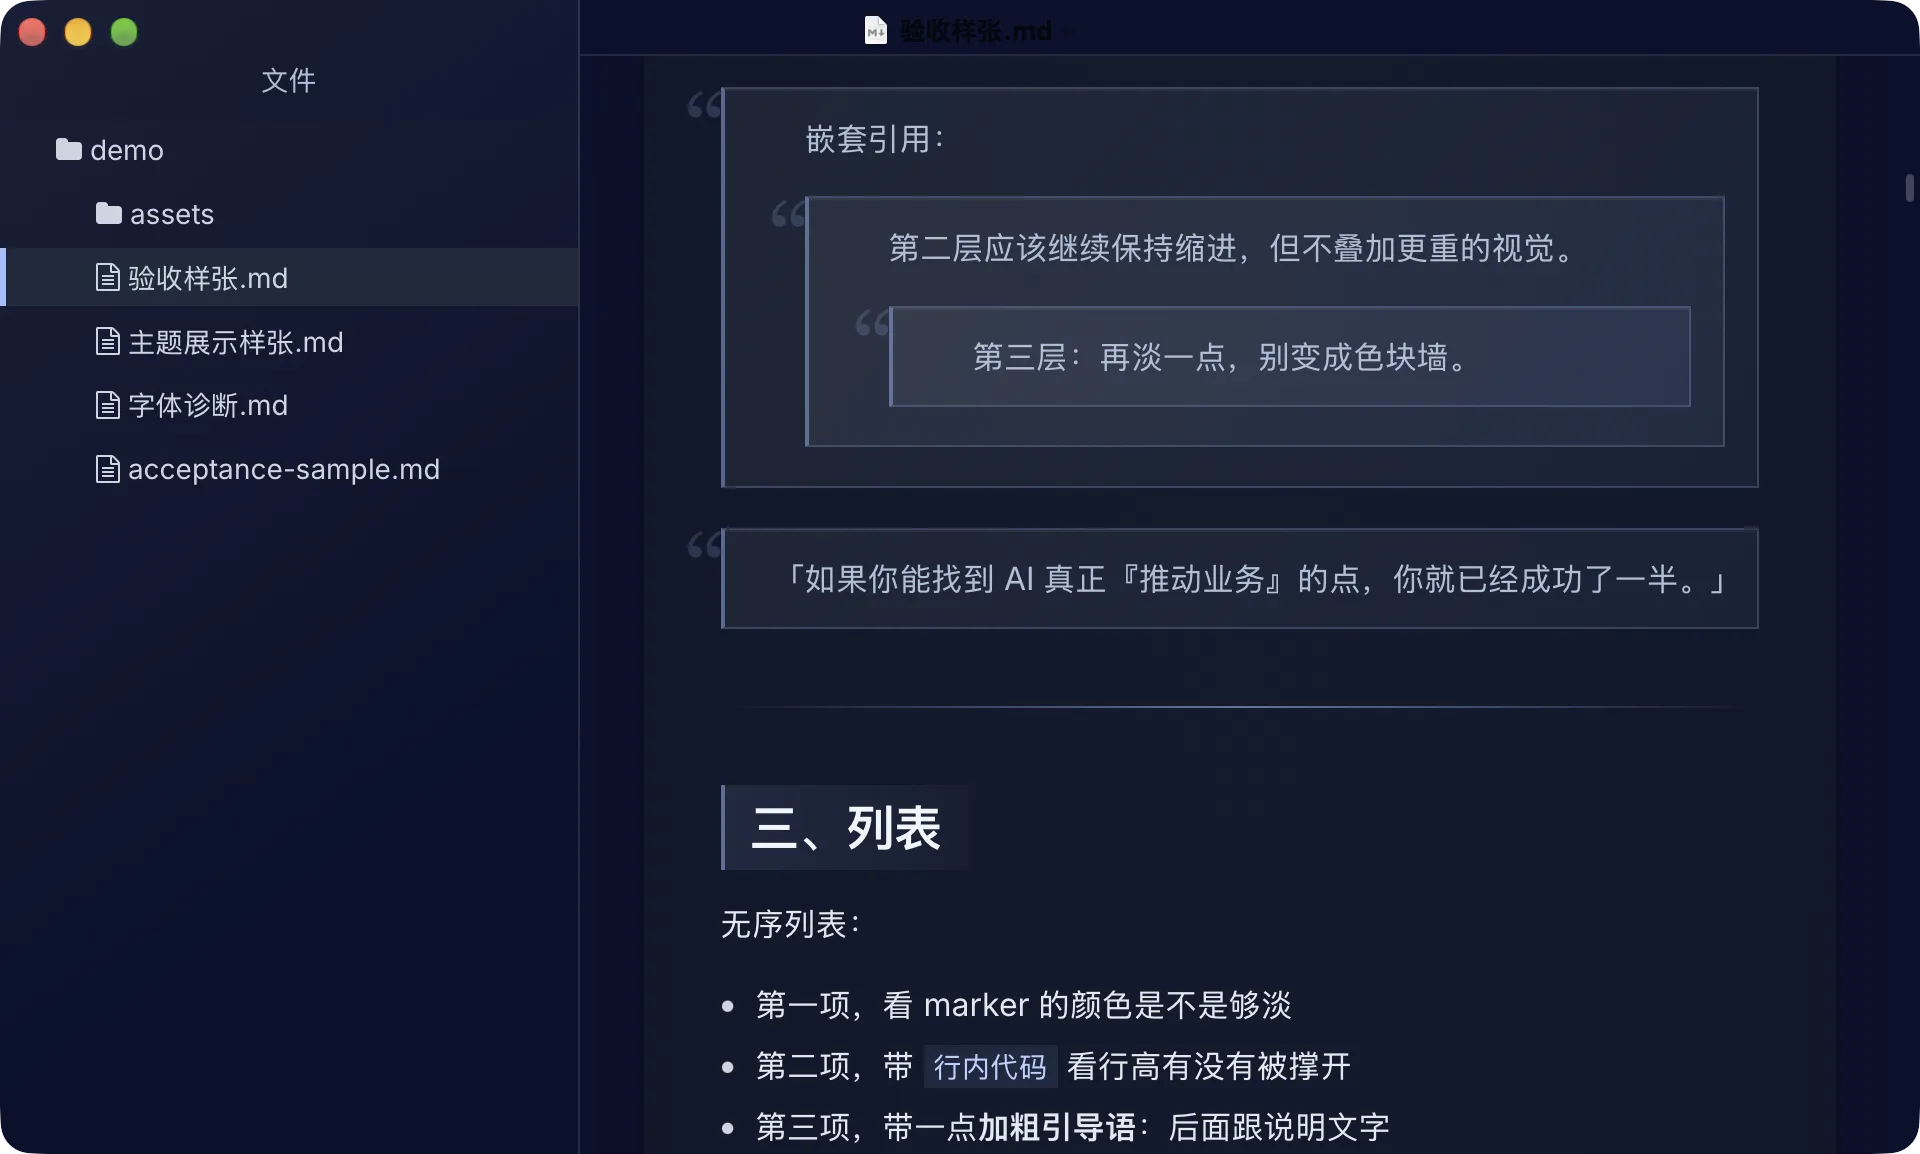 验收样张.md
文件
demo
assets
验收样张.md
主题展示样张.md
字体诊断.md
acceptance-sample.md
嵌套引用：
第二层应该继续保持缩进，但不叠加更重的视觉。
第三层：再淡一点，别变成色块墙。
「如果你能找到 AI 真正『推动业务』的点，你就已经成功了一半。」
三、列表
无序列表：
第一项，看 marker 的颜色是不是够淡
第二项，带 行内代码 看行高有没有被撑开
第三项，带一点加粗引导语：后面跟说明文字